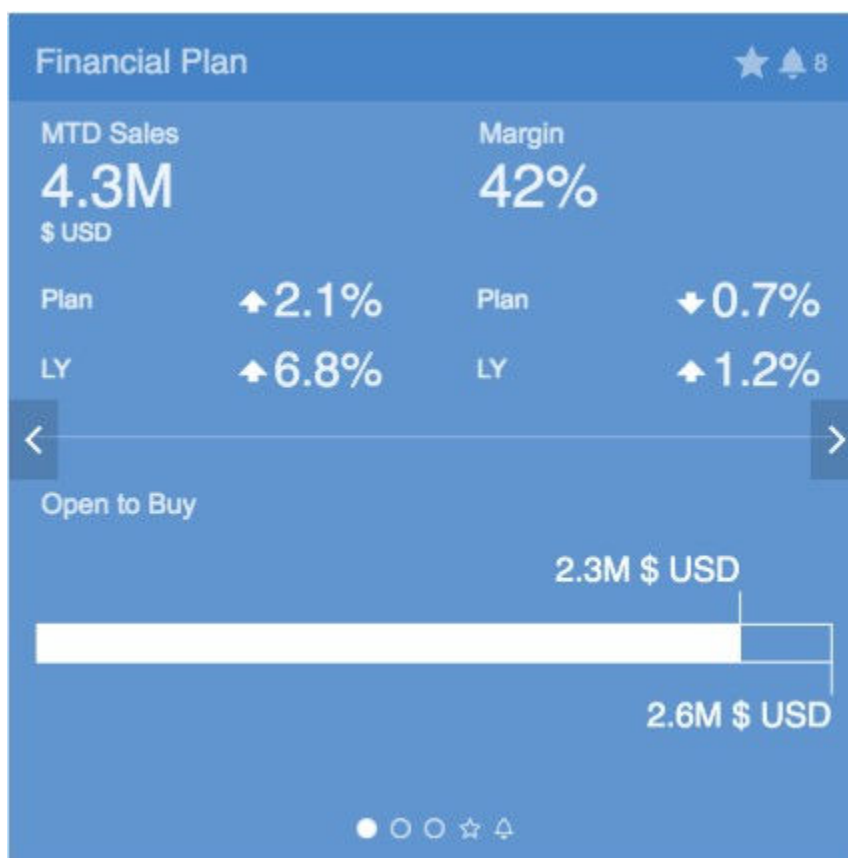 Financial Plan 8
MTD Sales
4.3M
$ USD
Margin
42%
Plan 2.1%
LY 6.8%
Plan 0.7%
LY 1.2%
Open to Buy
2.3M $ USD
2.6M $ USD